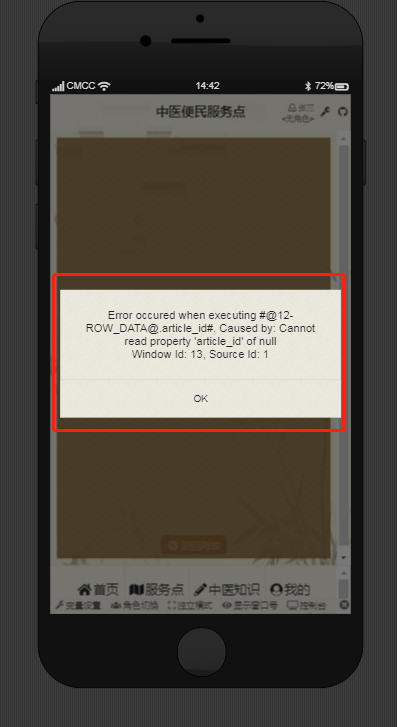 CMCC 14:42 72%
中医便民服务点
张三
<无角色>
Error occured when executing #@12-
ROW_DATA@.article_id#. Caused by: Cannot
read property 'article_id' of null
Window Id: 13, Source Id: 1
OK
首页 服务点 中医知识 我的
变量设置 角色切换 独立模式 显示窗口号 控制台